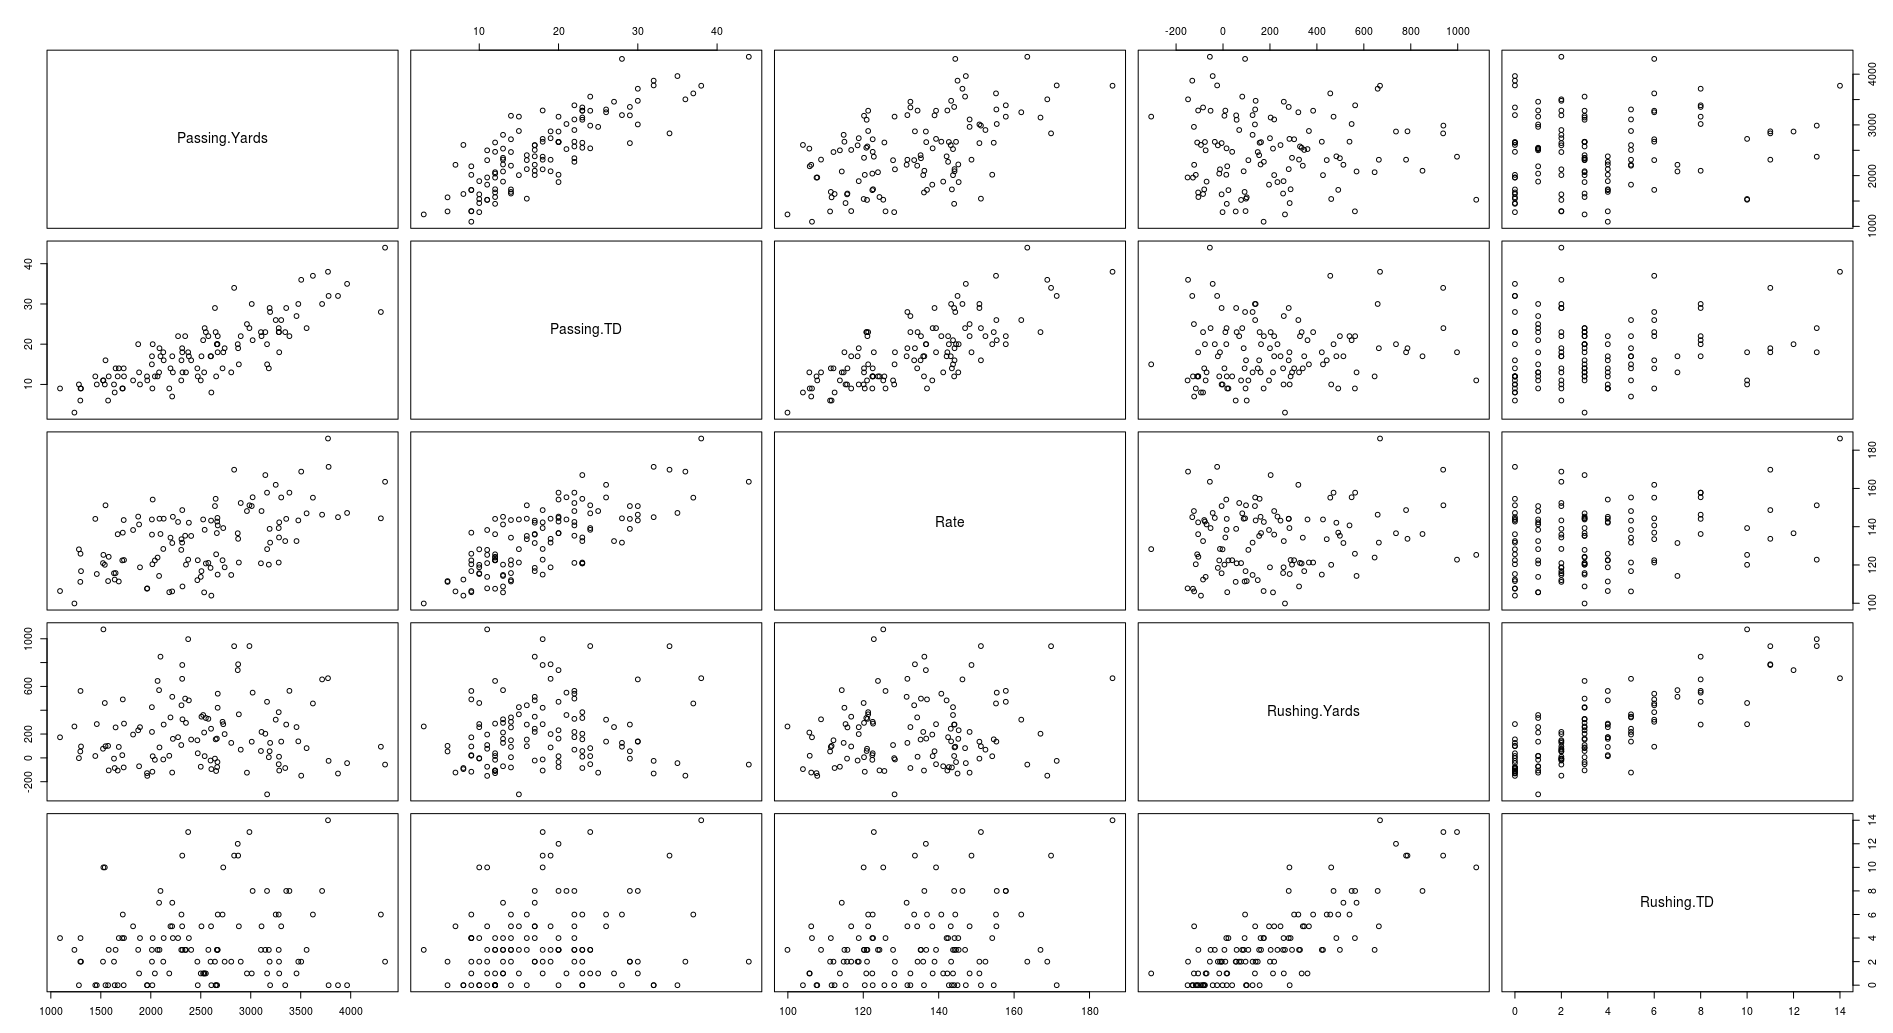 10 20 30 40
-200 0 200 400 600 800 1000
Passing.Yards
1000 2000 3000 4000
10 20 30 40
Passing.TD
Rate
100 120 140 160 180
-200 0 200 600 1000
Rushing.Yards
Rushing.TD
0 2 4 6 8 10 12 14
1000 1500 2000 2500 3000 4000
100 120 140 160 180
0 2 4 6 8 10 12 14